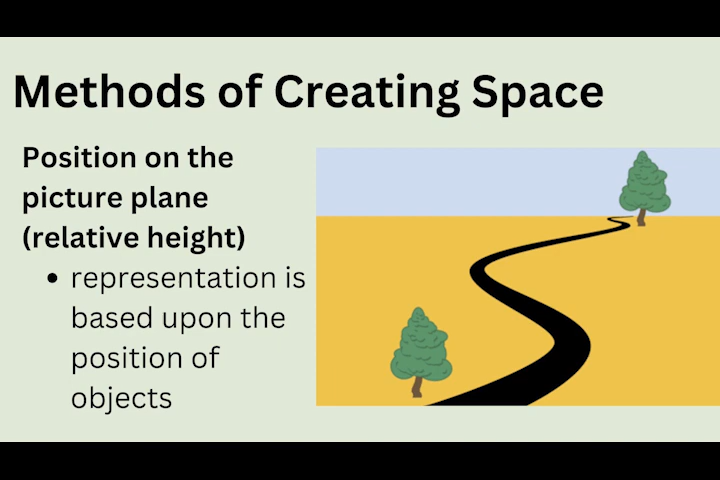 Methods of Creating Space
Position on the
picture plane
(relative height)
• representation is
based upon the
position of
objects